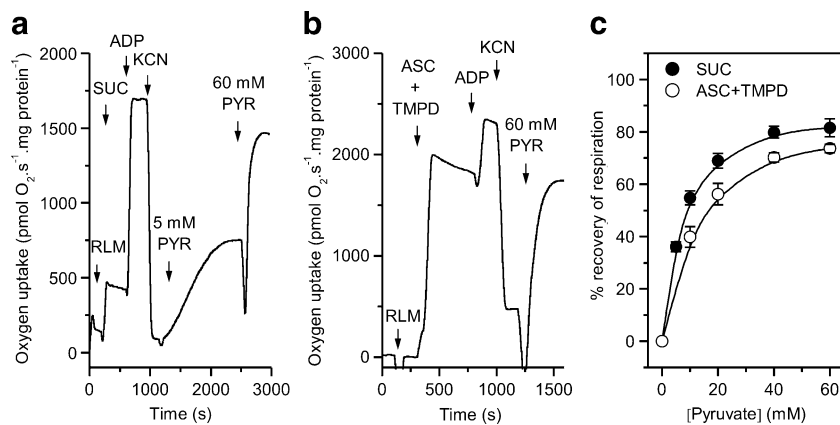 a
Oxygen uptake (pmol O₂.s⁻¹.mg protein⁻¹)
2000
1500
1000
500
0
ADP
KCN
SUC
60 mM
PYR
RLM
5 mM
PYR
0 1000 2000 3000
Time (s)
b
Oxygen uptake (pmol O₂.s⁻¹.mg protein⁻¹)
3000
2000
1000
0
KCN
ASC
+
TMPD
ADP
60 mM
PYR
RLM
0 500 1000 1500
Time (s)
c
% recovery of respiration
100
80
60
40
20
0
SUC
ASC+TMPD
0 20 40 60
[Pyruvate] (mM)